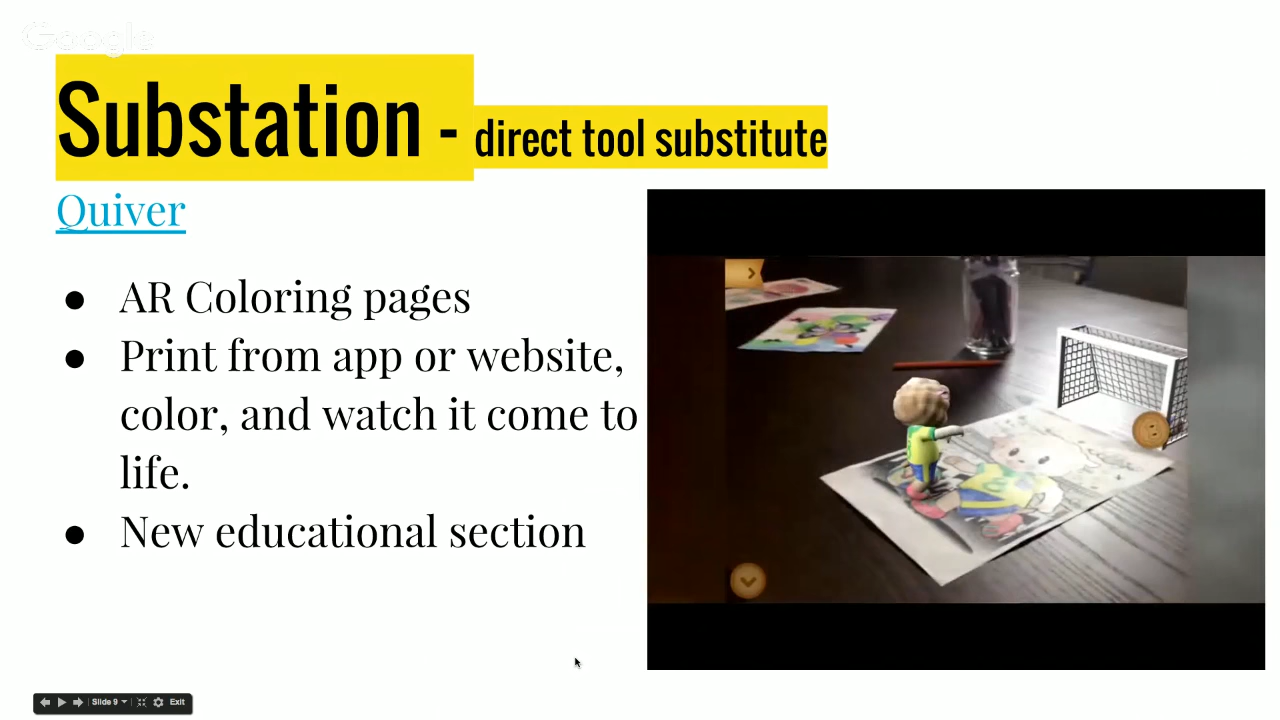 Google
Substation - direct tool substitute
Quiver
● AR Coloring pages
● Print from app or website,
color, and watch it come to
life.
● New educational section
Slide 9
Exit